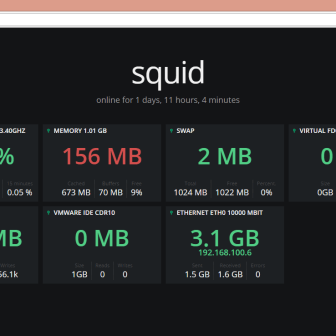 squid
online for 1 days, 11 hours, 4 minutes
3.40GHZ
%
0.05 %
MEMORY 1.01 GB
156 MB
673 MB 70 MB 9%
SWAP
2 MB
1024 MB 1022 MB 0%
VIRTUAL FD
0
0GB
MB
56.1k
VMWARE IDE CDR10
0 MB
Size Reads Writes
1GB 0 0
ETHERNET ETH0 10000 MBIT
3.1 GB
192.168.100.6
1.5 GB 1.6 GB 0